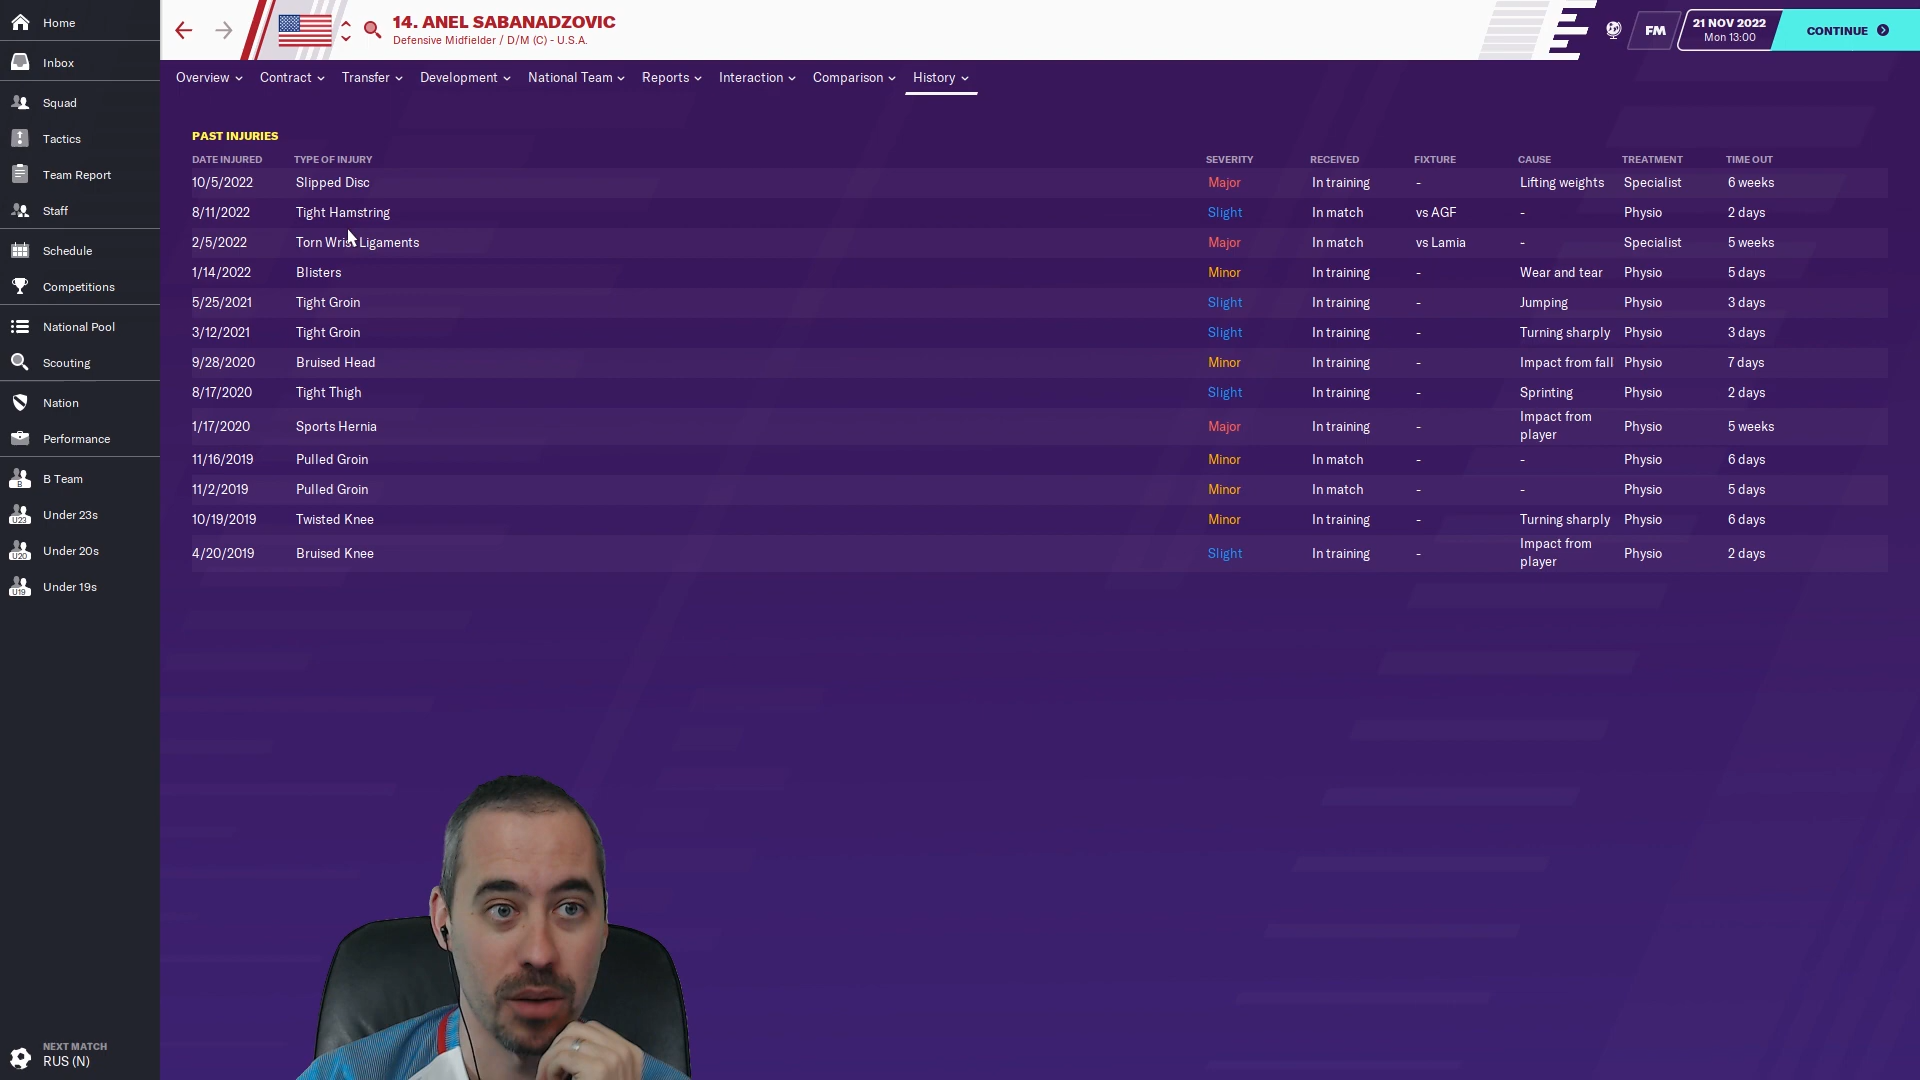 Home
Inbox
Squad
Tactics
Team Report
Staff
Schedule
Competitions
National Pool
Scouting
Nation
Performance
B
B Team
U23
Under 23s
U20
Under 20s
U19
Under 19s
NEXT MATCH
RUS (N)
14. ANEL SABANADZOVIC
Defensive Midfielder / D/M (C) - U.S.A.
FM
21 NOV 2022
Mon 13:00
CONTINUE
Overview Contract Transfer Development National Team Reports Interaction Comparison History
PAST INJURIES
DATE INJURED TYPE OF INJURY SEVERITY RECEIVED FIXTURE CAUSE TREATMENT TIME OUT
10/5/2022 Slipped Disc Major In training - Lifting weights Specialist 6 weeks
8/11/2022 Tight Hamstring Slight In match vs AGF - Physio 2 days
2/5/2022 Torn Wrist Ligaments Major In match vs Lamia - Specialist 5 weeks
1/14/2022 Blisters Minor In training - Wear and tear Physio 5 days
5/25/2021 Tight Groin Slight In training - Jumping Physio 3 days
3/12/2021 Tight Groin Slight In training - Turning sharply Physio 3 days
9/28/2020 Bruised Head Minor In training - Impact from fall Physio 7 days
8/17/2020 Tight Thigh Slight In training - Sprinting Physio 2 days
1/17/2020 Sports Hernia Major In training - Impact from player Physio 5 weeks
11/16/2019 Pulled Groin Minor In match - - Physio 6 days
11/2/2019 Pulled Groin Minor In match - - Physio 5 days
10/19/2019 Twisted Knee Minor In training - Turning sharply Physio 6 days
4/20/2019 Bruised Knee Slight In training - Impact from player Physio 2 days